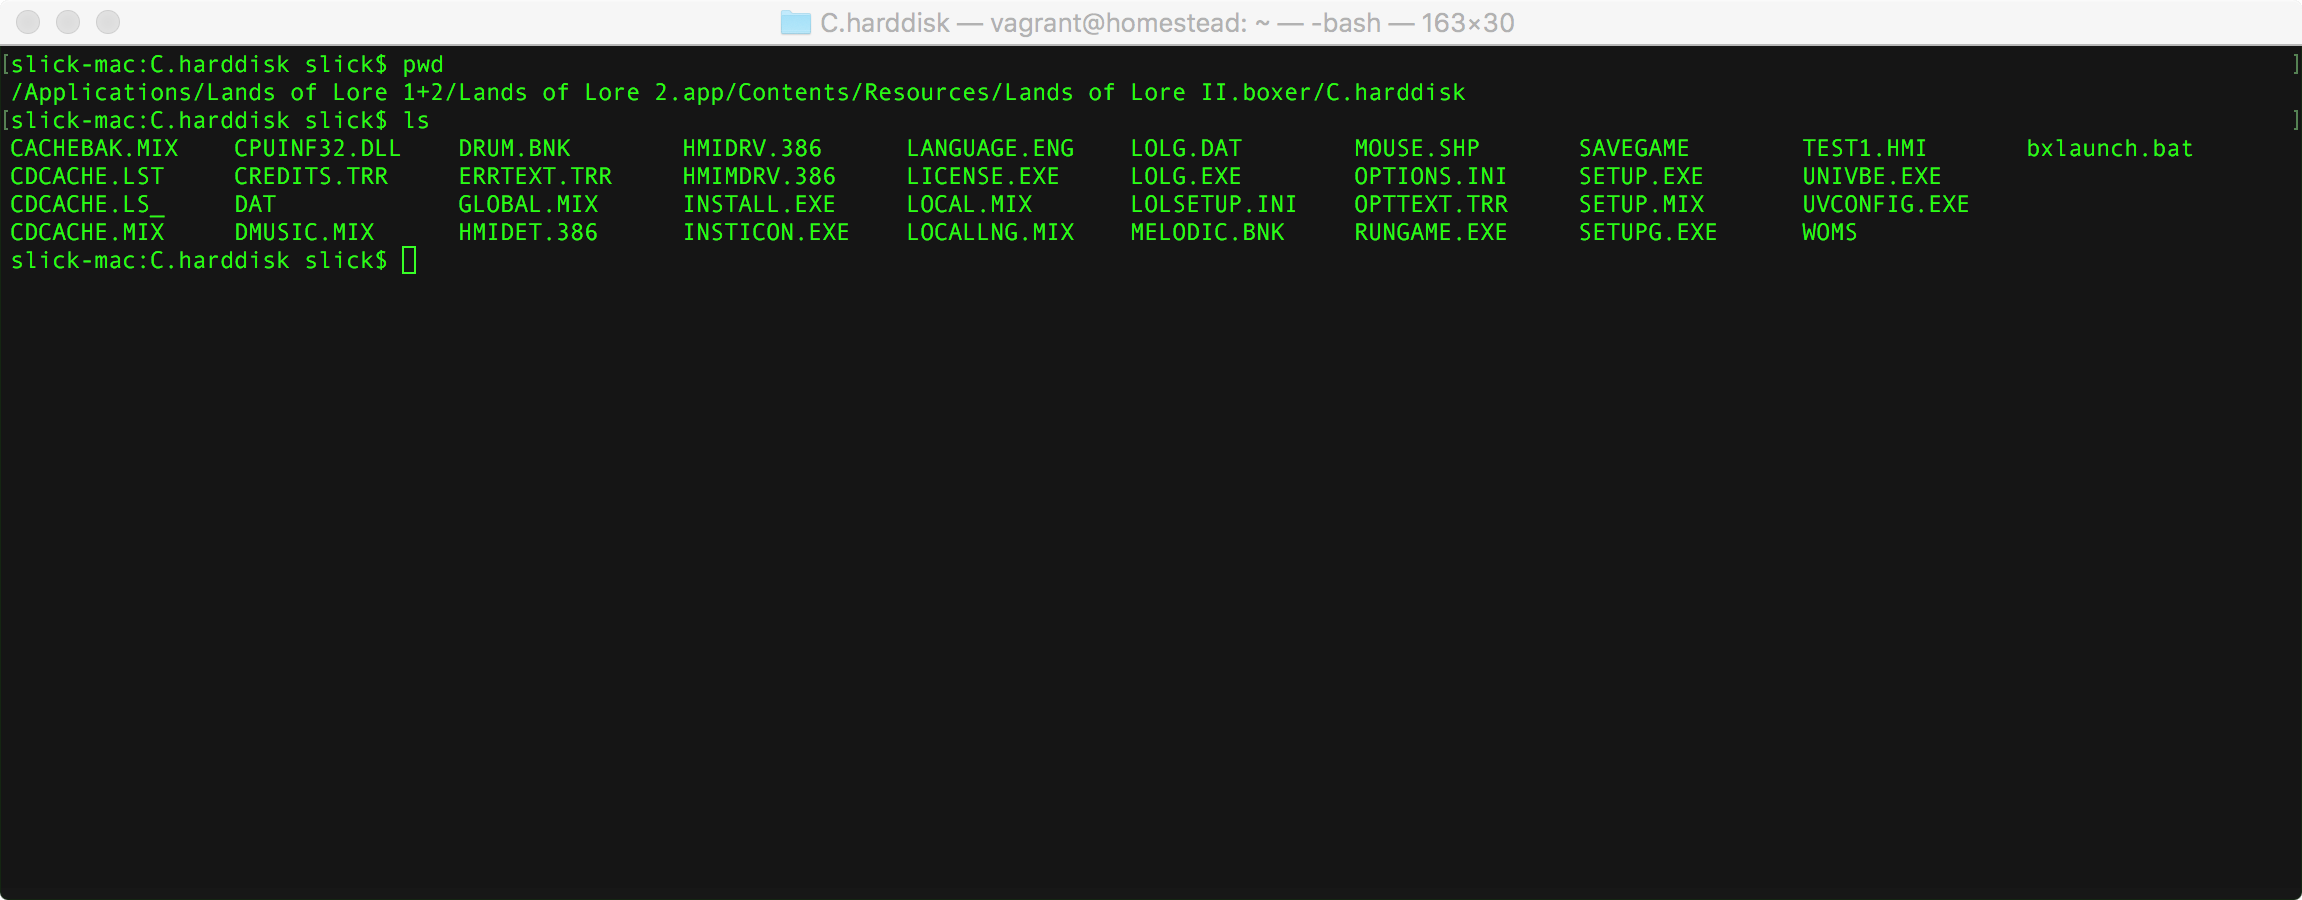 C.harddisk — vagrant@homestead: ~ — -bash — 163×30
[slick-mac:C.harddisk slick$ pwd ]
/Applications/Lands of Lore 1+2/Lands of Lore 2.app/Contents/Resources/Lands of Lore II.boxer/C.harddisk
[slick-mac:C.harddisk slick$ ls ]
CACHEBAK.MIX CPUINF32.DLL DRUM.BNK HMIDRV.386 LANGUAGE.ENG LOLG.DAT MOUSE.SHP SAVEGAME TEST1.HMI bxlaunch.bat
CDCACHE.LST CREDITS.TRR ERRTEXT.TRR HMIMDRV.386 LICENSE.EXE LOLG.EXE OPTIONS.INI SETUP.EXE UNIVBE.EXE
CDCACHE.LS_ DAT GLOBAL.MIX INSTALL.EXE LOCAL.MIX LOLSETUP.INI OPTTEXT.TRR SETUP.MIX UVCONFIG.EXE
CDCACHE.MIX DMUSIC.MIX HMIDET.386 INSTICON.EXE LOCALLNG.MIX MELODIC.BNK RUNGAME.EXE SETUPG.EXE WOMS
slick-mac:C.harddisk slick$